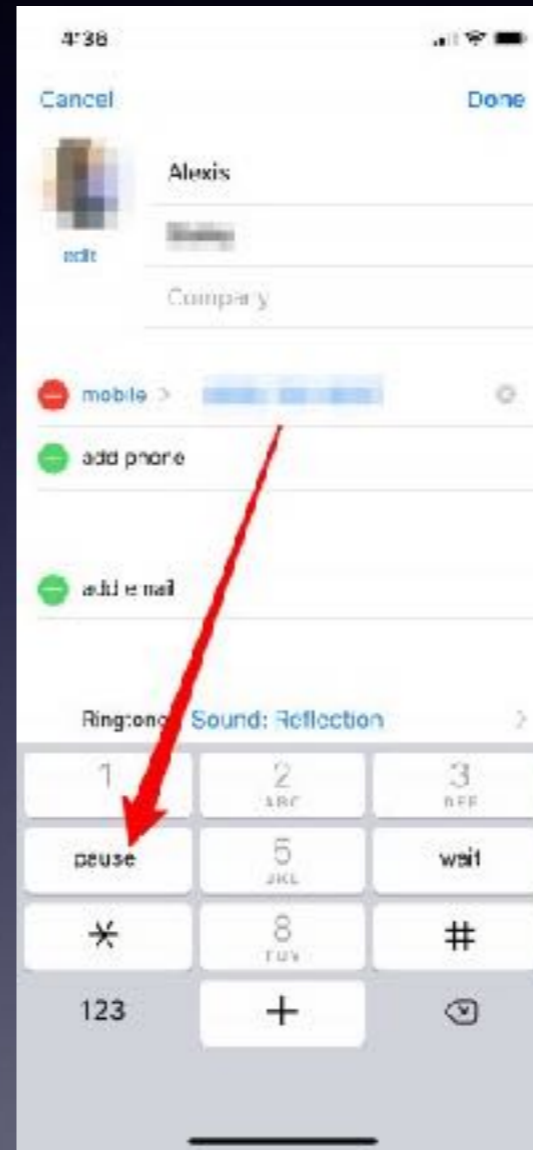 4:38
Cancel
Done
Alexis
edit
Company
mobile >
add phone
add email
Ringtone Sound: Reflection >
1
2
ABC
3
DEF
pause
5
JKL
wait
*
8
TUV
#
123
+